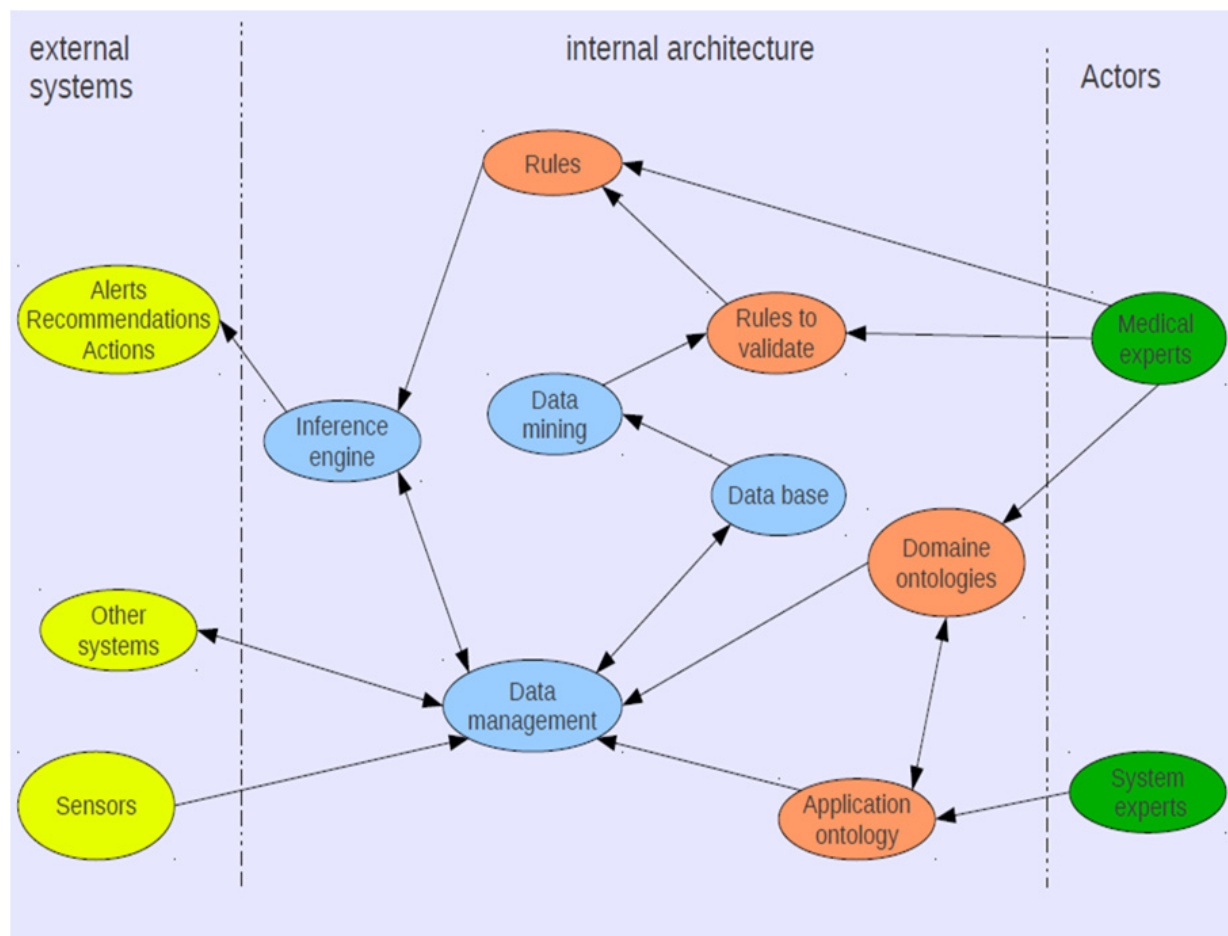 external
systems
internal architecture
Actors
Rules
Alerts
Recommendations
Actions
Rules to
validate
Medical
experts
Data
mining
Inference
engine
Data base
Domaine
ontologies
Other
systems
Data
management
Sensors
Application
ontology
System
experts